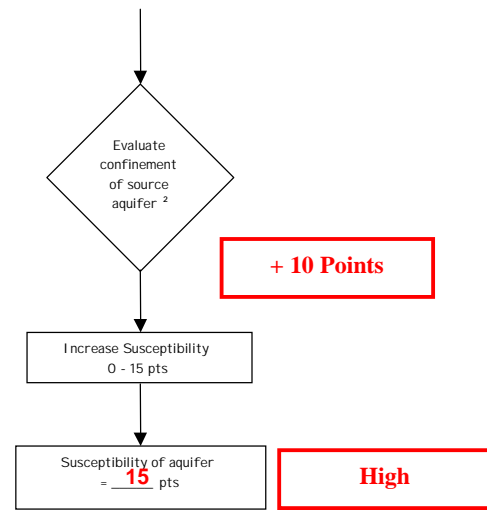 Evaluate
confinement
of source
aquifer ²
+ 10 Points
Increase Susceptibility
0 - 15 pts
Susceptibility of aquifer
= 15 pts
High